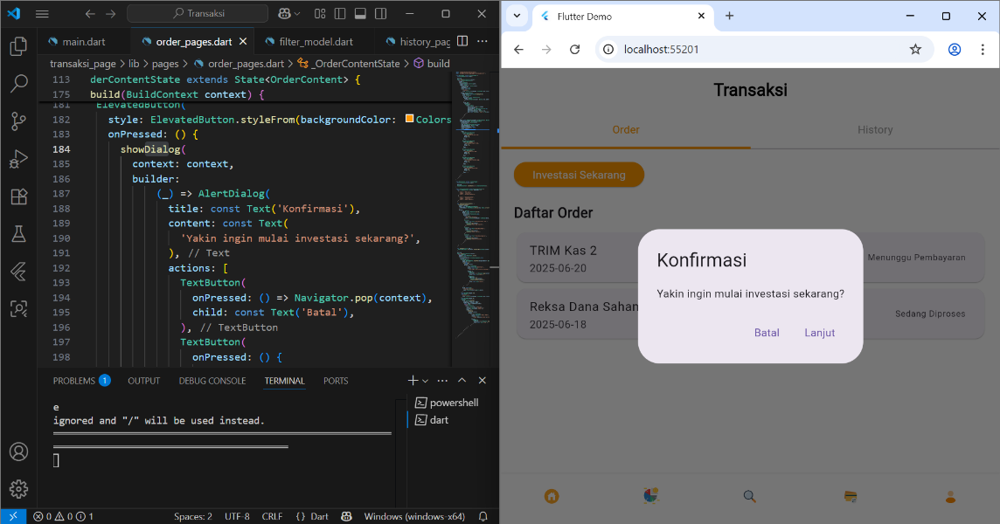 Transaksi
main.dart
order_pages.dart
filter_model.dart
history_pag
transaksi_page > lib > pages > order_pages.dart > _OrderContentState > build
113 derContentState extends State<OrderContent> {
175 build(BuildContext context) {
181 ElevatedButton(
182 style: ElevatedButton.styleFrom(backgroundColor: Colors
183 onPressed: () {
184 showDialog(
185 context: context,
186 builder:
187 (_) => AlertDialog(
188 title: const Text('Konfirmasi'),
189 content: const Text(
190 'Yakin ingin mulai investasi sekarang?',
191 ), // Text
192 actions: [
193 TextButton(
194 onPressed: () => Navigator.pop(context),
195 child: const Text('Batal'),
196 ), // TextButton
197 TextButton(
198 onPressed: () {
PROBLEMS 1 OUTPUT DEBUG CONSOLE TERMINAL PORTS
e
ignored and "/" will be used instead.
powershell
dart
0 0 1 Spaces: 2 UTF-8 CRLF {} Dart Windows (windows-x64)
Flutter Demo
localhost:55201
Transaksi
Order
History
Investasi Sekarang
Daftar Order
TRIM Kas 2
2025-06-20
Menunggu Pembayaran
Reksa Dana Saham
2025-06-18
Sedang Diproses
Konfirmasi
Yakin ingin mulai investasi sekarang?
Batal
Lanjut